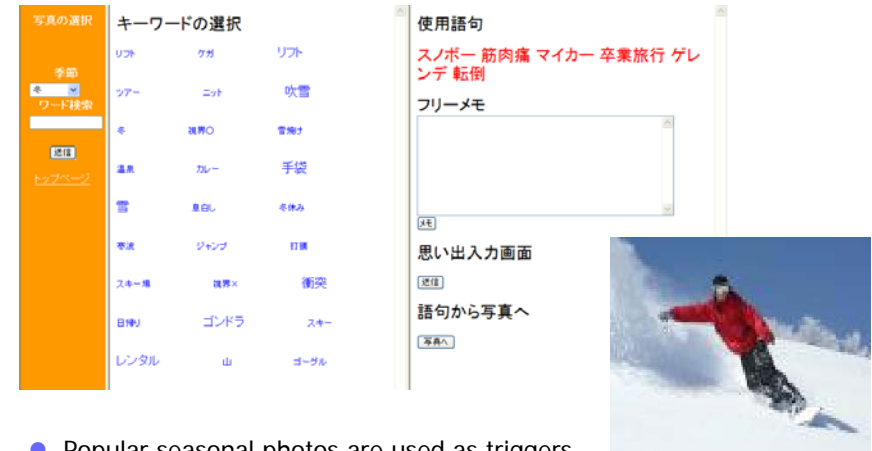 写真の選択
季節
冬
ワード検索
送信
トップページ
キーワードの選択
リフト ケガ リフト
ツアー ニット 吹雪
冬 視界○ 雪焼け
温泉 カレー 手袋
雪 息白し 冬休み
寒波 ジャンプ 打撲
スキー場 視界× 衝突
日帰り ゴンドラ スキー
レンタル 山 ゴーグル
使用語句
スノボー 筋肉痛 マイカー 卒業旅行 ゲレ
ンデ 転倒
フリーメモ
メモ
思い出入力画面
送信
語句から写真へ
写真へ
Popular seasonal photos are used as triggers